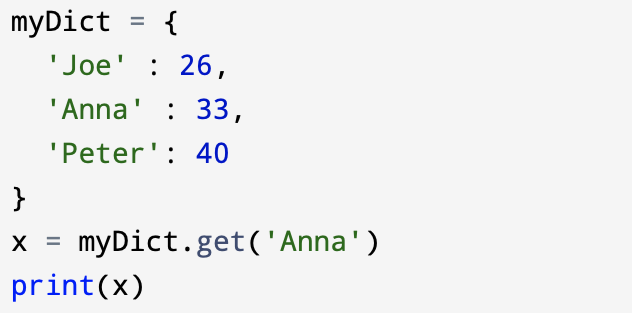 myDict = {
  'Joe' : 26,
  'Anna' : 33,
  'Peter': 40
}
x = myDict.get('Anna')
print(x)